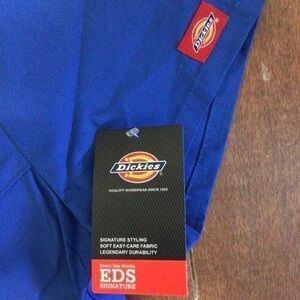 Dickies
Dickies
QUALITY WORKWEAR SINCE 1922
SIGNATURE STYLING
SOFT EASY-CARE FABRIC
LEGENDARY DURABILITY
Every Day Scrubs
EDS
SIGNATURE